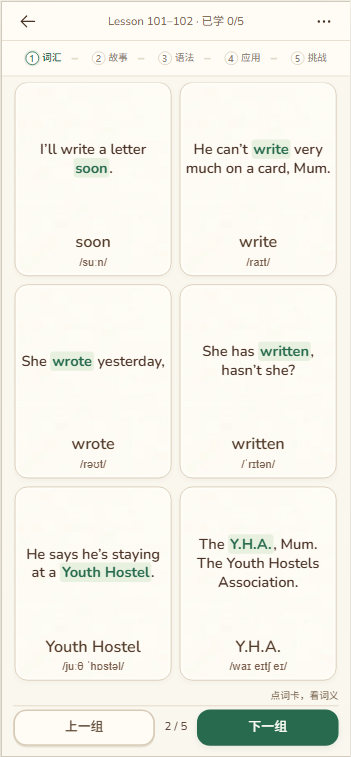 Lesson 101–102 · 已学 0/5
1 词汇 – 2 故事 – 3 语法 – 4 应用 – 5 挑战
I'll write a letter
soon.
soon
/suːn/
He can't write very
much on a card, Mum.
write
/raɪt/
She wrote yesterday,
wrote
/rəʊt/
She has written,
hasn't she?
written
/ˈrɪtən/
He says he's staying
at a Youth Hostel.
Youth Hostel
/juːθ ˈhɒstəl/
The Y.H.A., Mum.
The Youth Hostels
Association.
Y.H.A.
/waɪ eɪtʃ eɪ/
点词卡，看词义
上一组
2 / 5
下一组